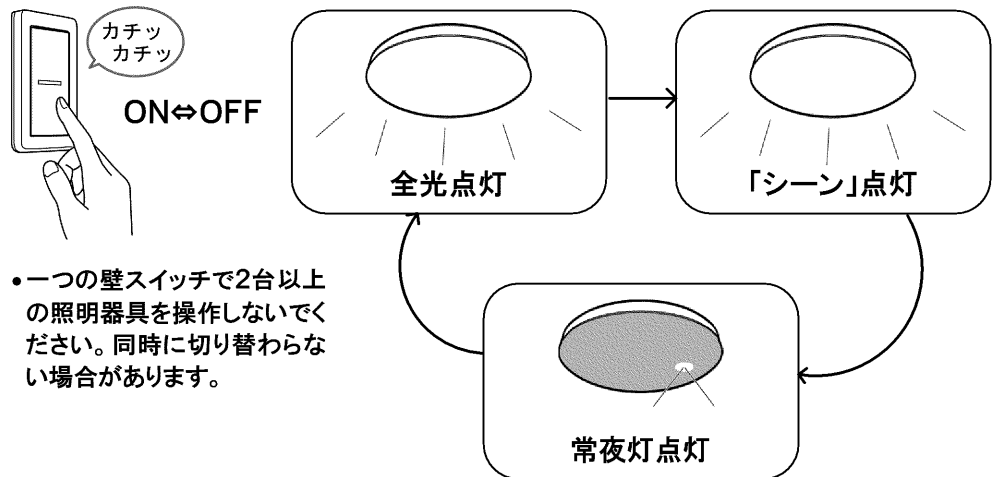 カチッ
カチッ
ON⇔OFF
全光点灯
「シーン」点灯
常夜灯点灯
•一つの壁スイッチで2台以上
の照明器具を操作しないでく
ださい。同時に切り替わらな
い場合があります。